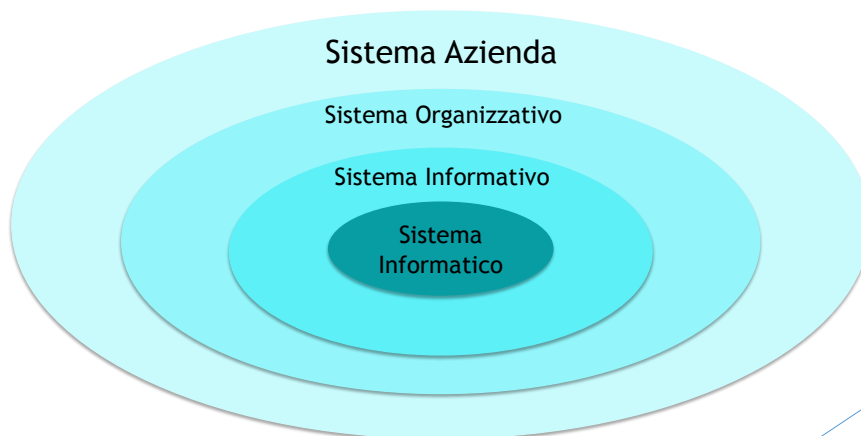 Sistema Azienda
Sistema Organizzativo
Sistema Informativo
Sistema
Informatico